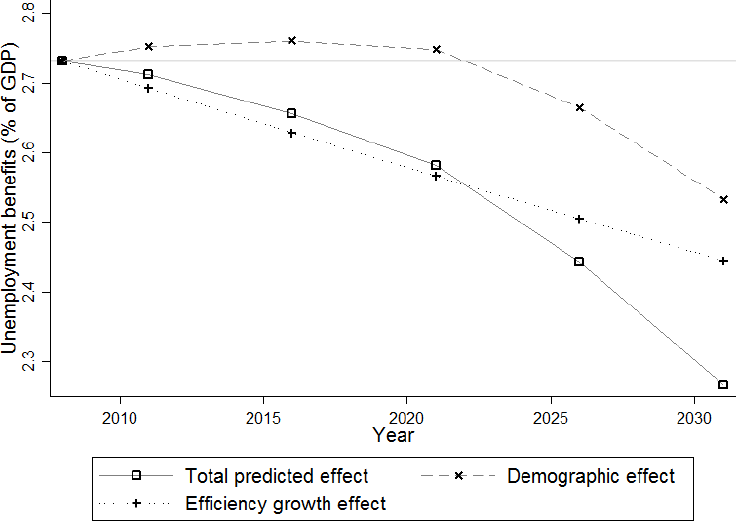 Unemployment benefits (% of GDP)
2.8
2.7
2.6
2.5
2.4
2.3
2010 2015 2020 2025 2030
Year
Total predicted effect Demographic effect
Efficiency growth effect